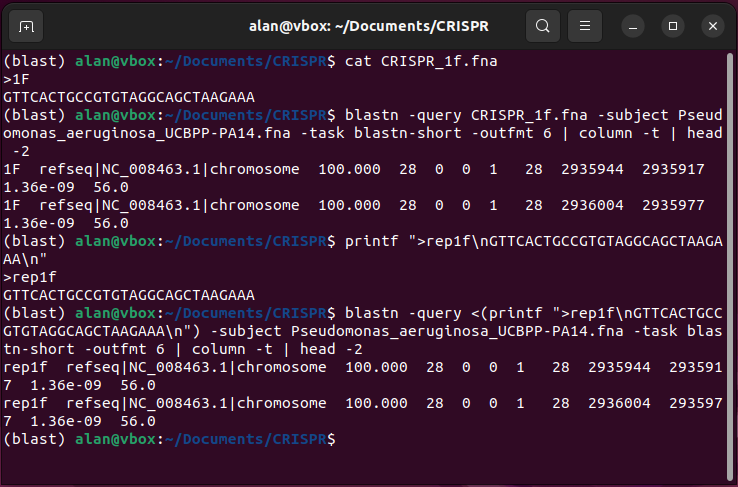 alan@vbox: ~/Documents/CRISPR
(blast) alan@vbox:~/Documents/CRISPR$ cat CRISPR_1f.fna
>1F
GTTCACTGCCGTGTAGGCAGCTAAGAAA
(blast) alan@vbox:~/Documents/CRISPR$ blastn -query CRISPR_1f.fna -subject Pseud
omonas_aeruginosa_UCBPP-PA14.fna -task blastn-short -outfmt 6 | column -t | head
 -2
1F  refseq|NC_008463.1|chromosome  100.000  28  0  0  1   28  2935944  2935917
1.36e-09  56.0
1F  refseq|NC_008463.1|chromosome  100.000  28  0  0  1   28  2936004  2935977
1.36e-09  56.0
(blast) alan@vbox:~/Documents/CRISPR$ printf ">rep1f\nGTTCACTGCCGTGTAGGCAGCTAAGA
AA\n"
>rep1f
GTTCACTGCCGTGTAGGCAGCTAAGAAA
(blast) alan@vbox:~/Documents/CRISPR$ blastn -query <(printf ">rep1f\nGTTCACTGCC
GTGTAGGCAGCTAAGAAA\n") -subject Pseudomonas_aeruginosa_UCBPP-PA14.fna -task blas
tn-short -outfmt 6 | column -t | head -2
rep1f  refseq|NC_008463.1|chromosome  100.000  28  0  0  1   28  2935944  293591
7  1.36e-09  56.0
rep1f  refseq|NC_008463.1|chromosome  100.000  28  0  0  1   28  2936004  293597
7  1.36e-09  56.0
(blast) alan@vbox:~/Documents/CRISPR$